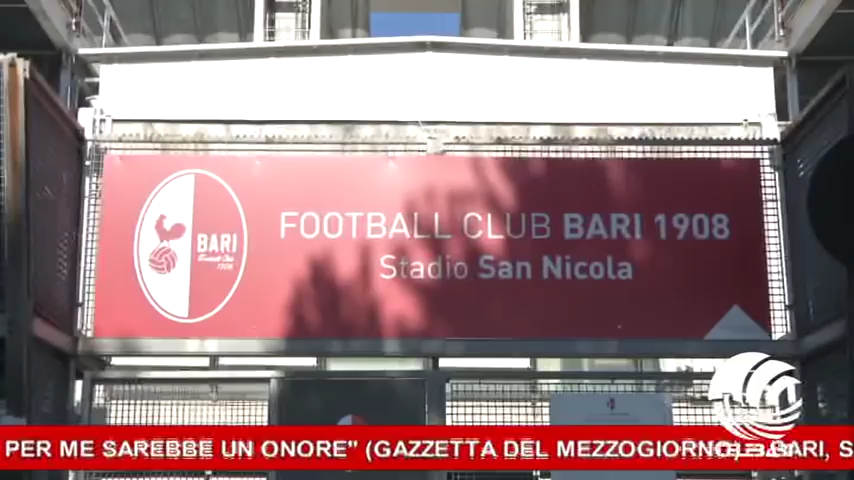 BARI
1908
FOOTBALL CLUB BARI 1908
Stadio San Nicola
PER ME SAREBBE UN ONORE" (GAZZETTA DEL MEZZOGIORNO) BARI, S